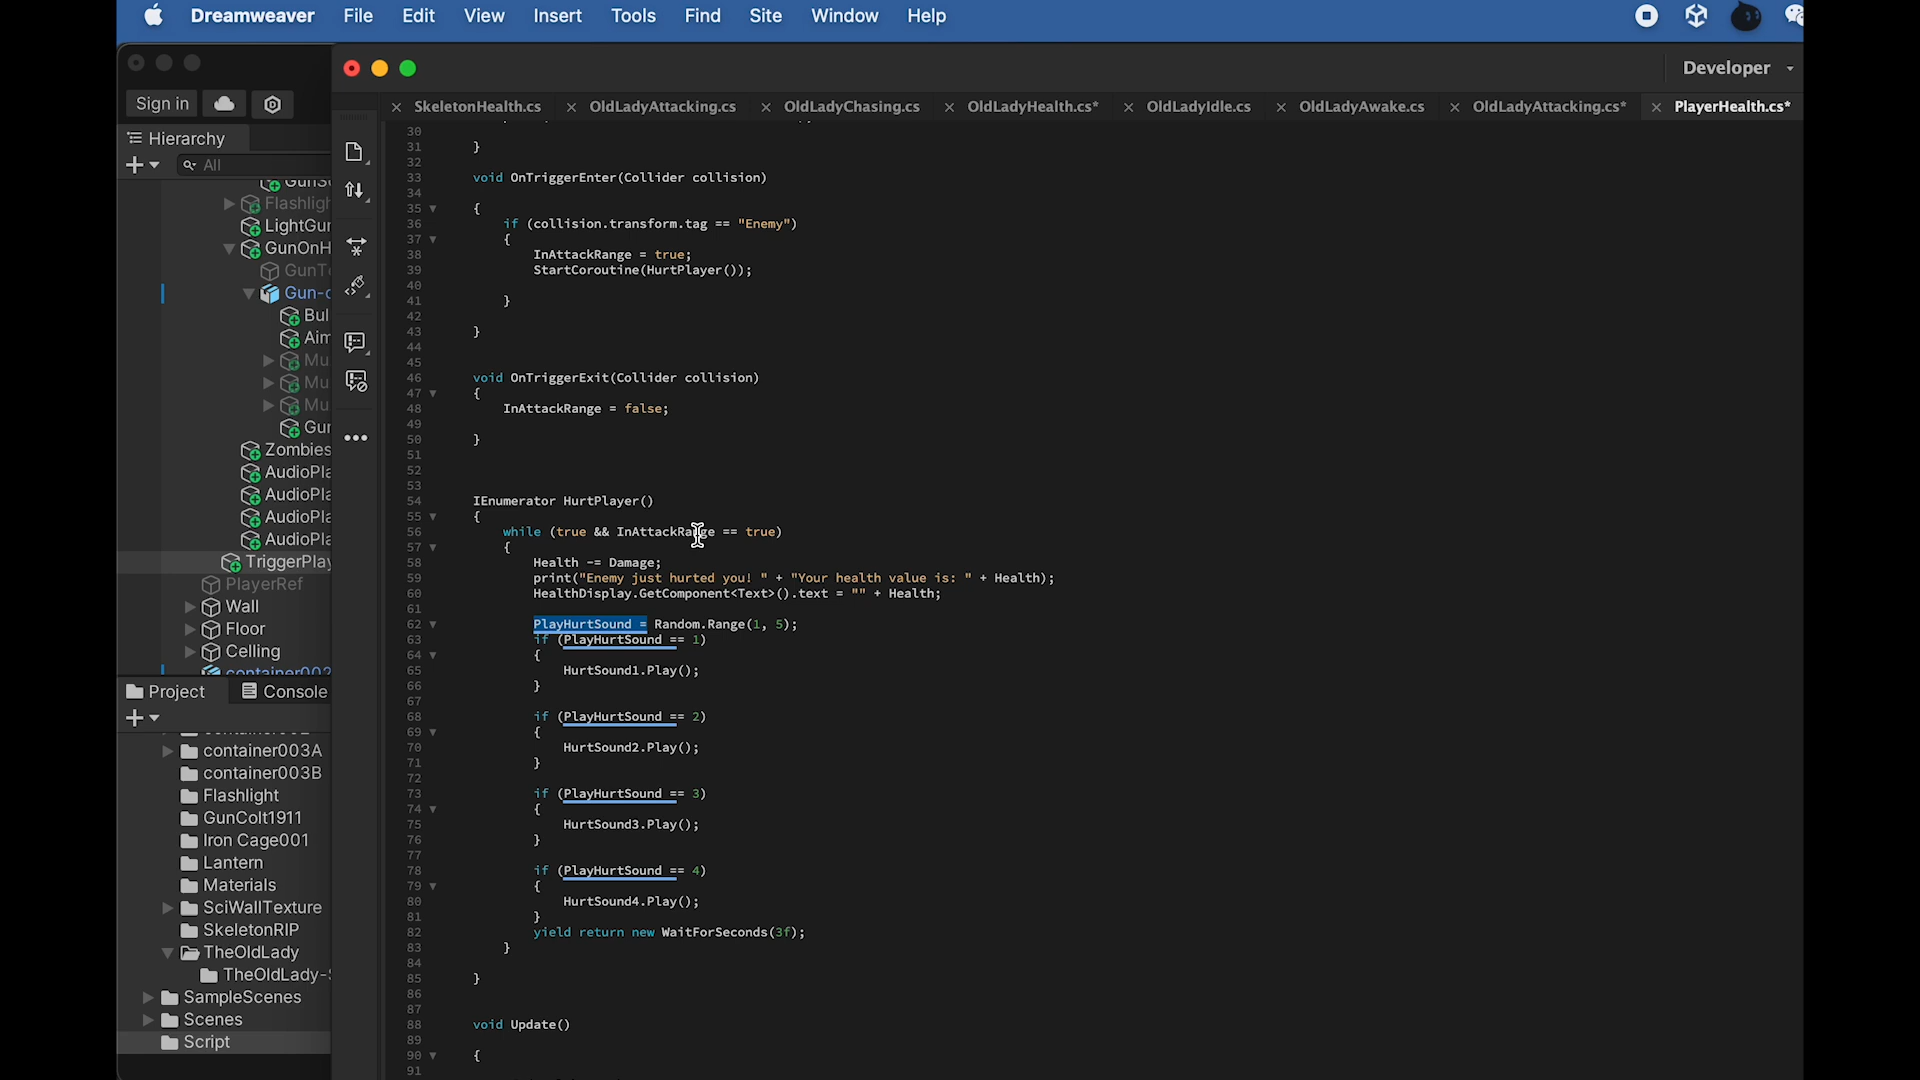 Dreamweaver File Edit View Insert Tools Find Site Window Help
Developer
Sign in
SkeletonHealth.cs OldLadyAttacking.cs OldLadyChasing.cs OldLadyHealth.cs* OldLadyIdle.cs OldLadyAwake.cs OldLadyAttacking.cs* PlayerHealth.cs*
Hierarchy
All
Flashligh
LightGun
GunOnH
GunTe
Gun-c
Bul
Aim
Mu
Mu
Mu
Gun
Zombies
AudioPla
AudioPla
AudioPla
AudioPla
TriggerPlay
PlayerRef
Wall
Floor
Celling
container002
Project Console
container003A
container003B
Flashlight
GunColt1911
Iron Cage001
Lantern
Materials
SciWallTexture
SkeletonRIP
TheOldLady
TheOldLady-
SampleScenes
Scenes
Script
30
31 }
32
33 void OnTriggerEnter(Collider collision)
34
35 {
36 if (collision.transform.tag == "Enemy")
37 {
38 InAttackRange = true;
39 StartCoroutine(HurtPlayer());
40
41 }
42
43 }
44
45
46 void OnTriggerExit(Collider collision)
47 {
48 InAttackRange = false;
49
50 }
51
52
53
54 IEnumerator HurtPlayer()
55 {
56 while (true && InAttackRange == true)
57 {
58 Health -= Damage;
59 print("Enemy just hurted you! " + "Your health value is: " + Health);
60 HealthDisplay.GetComponent<Text>().text = "" + Health;
61
62 PlayHurtSound = Random.Range(1, 5);
63 if (PlayHurtSound == 1)
64 {
65 HurtSound1.Play();
66 }
67
68 if (PlayHurtSound == 2)
69 {
70 HurtSound2.Play();
71 }
72
73 if (PlayHurtSound == 3)
74 {
75 HurtSound3.Play();
76 }
77
78 if (PlayHurtSound == 4)
79 {
80 HurtSound4.Play();
81 }
82 yield return new WaitForSeconds(3f);
83 }
84
85 }
86
87
88 void Update()
89
90 {
91